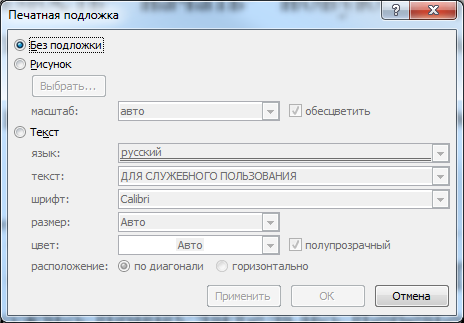 Печатная подложка
Без подложки
Рисунок
Выбрать...
масштаб: авто обесцветить
Текст
язык: русский
текст: ДЛЯ СЛУЖЕБНОГО ПОЛЬЗОВАНИЯ
шрифт: Calibri
размер: Авто
цвет: Авто полупрозрачный
расположение: по диагонали горизонтально
Применить ОК Отмена